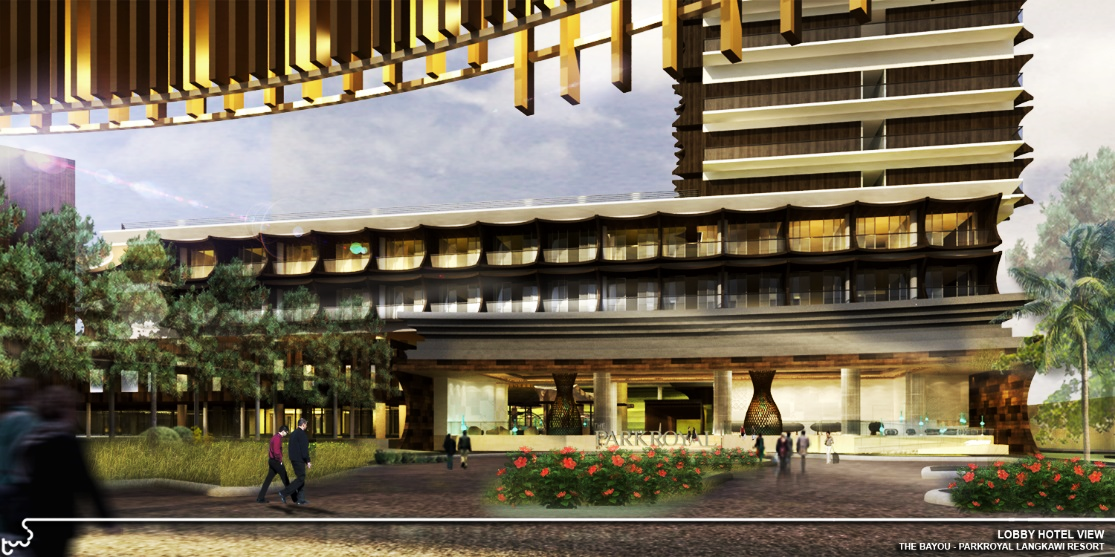 PARKROYAL
LOBBY HOTEL VIEW
THE BAYOU - PARKROYAL LANGKAWI RESORT